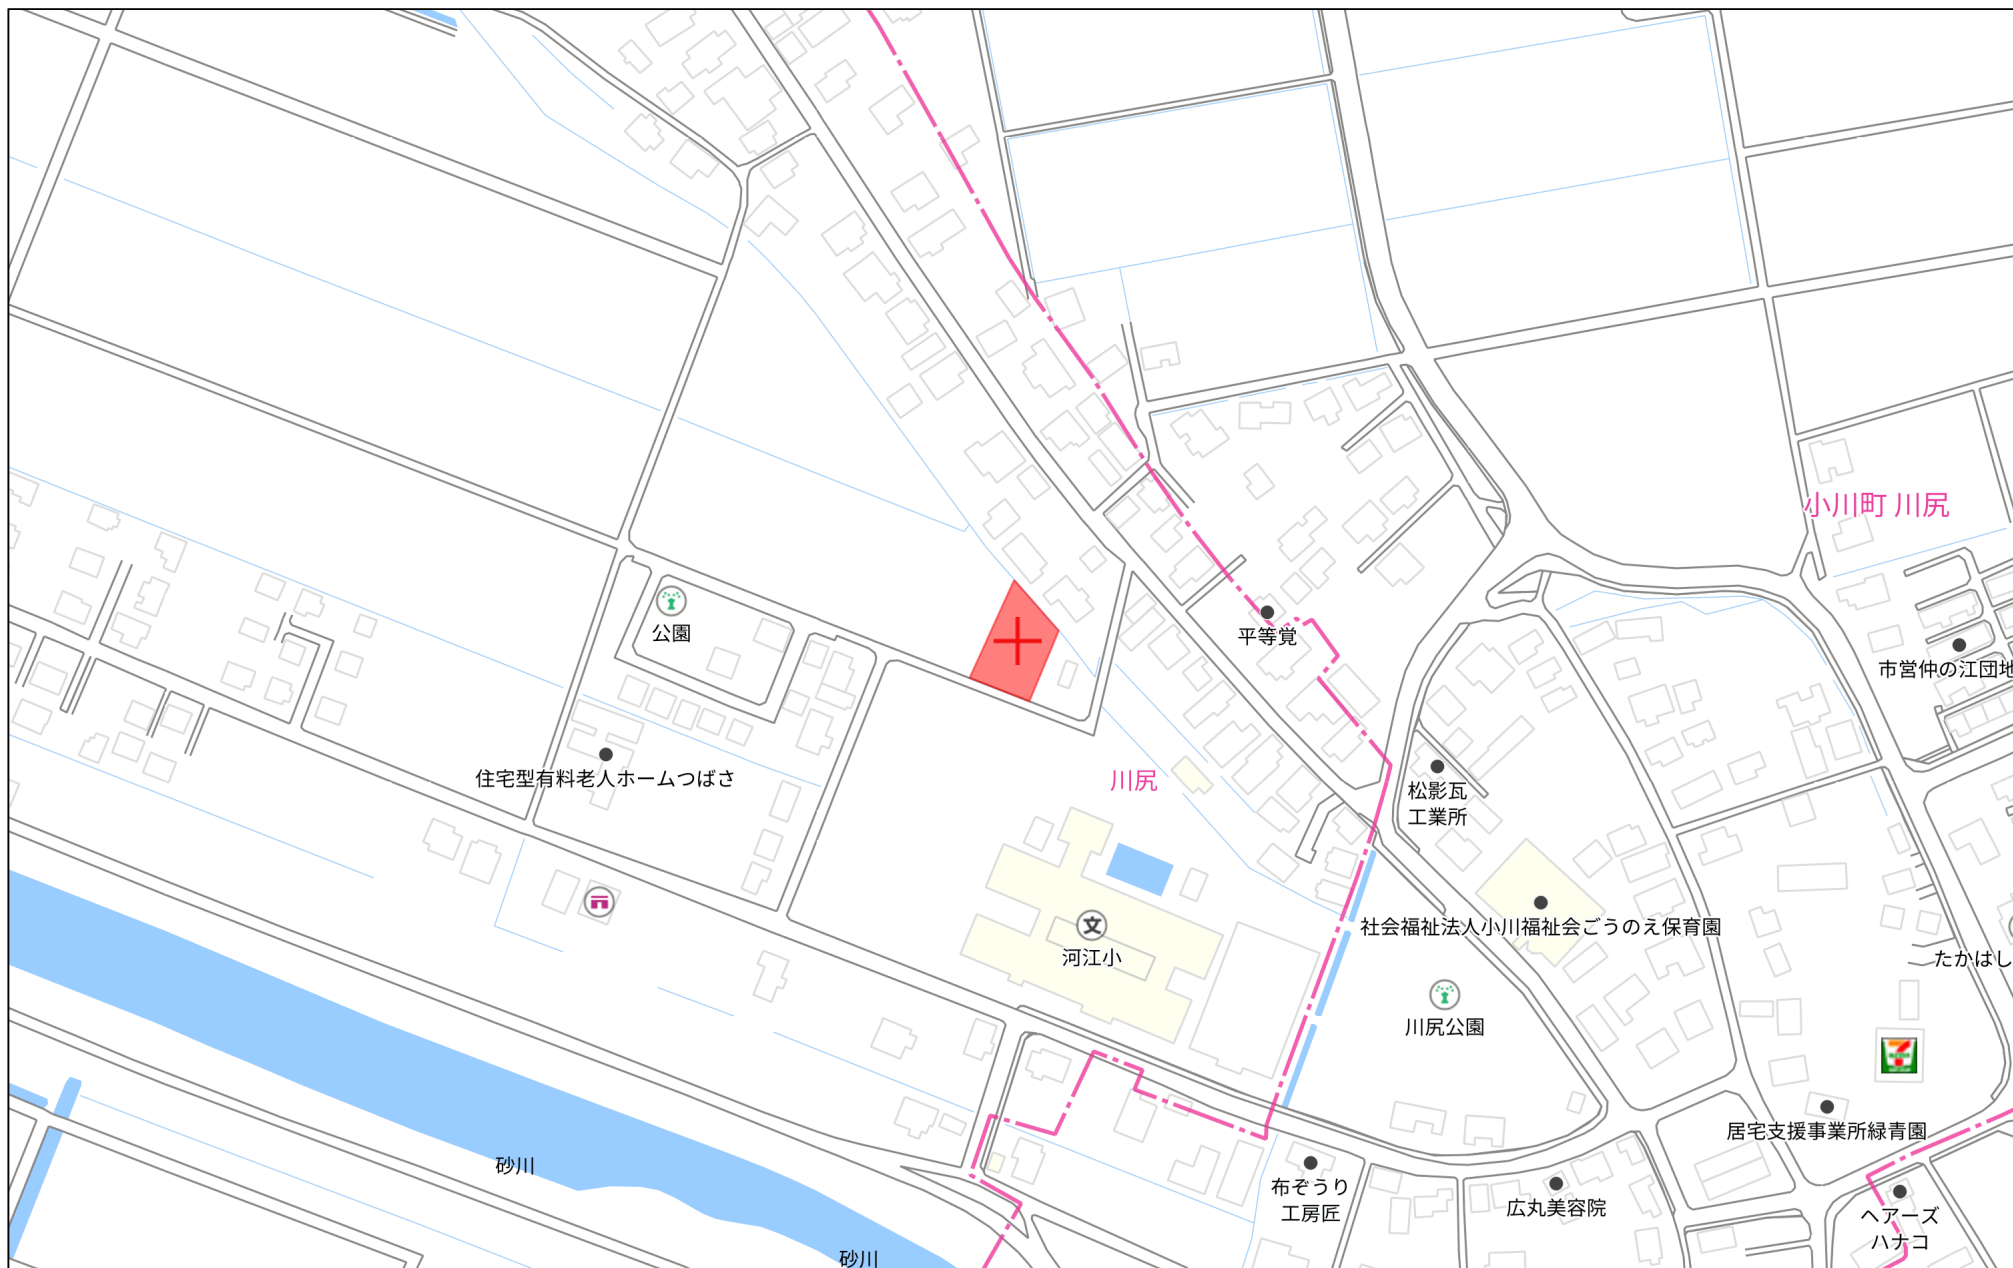 小川町 川尻
公園
平等覚
市営仲の江団地
住宅型有料老人ホームつばさ
川尻
松影瓦
工業所
文
河江小
社会福祉法人小川福祉会ごうのえ保育園
たかはし
川尻公園
居宅支援事業所緑青園
砂川
布ぞうり
工房匠
広丸美容院
ヘアーズ
ハナコ
砂川